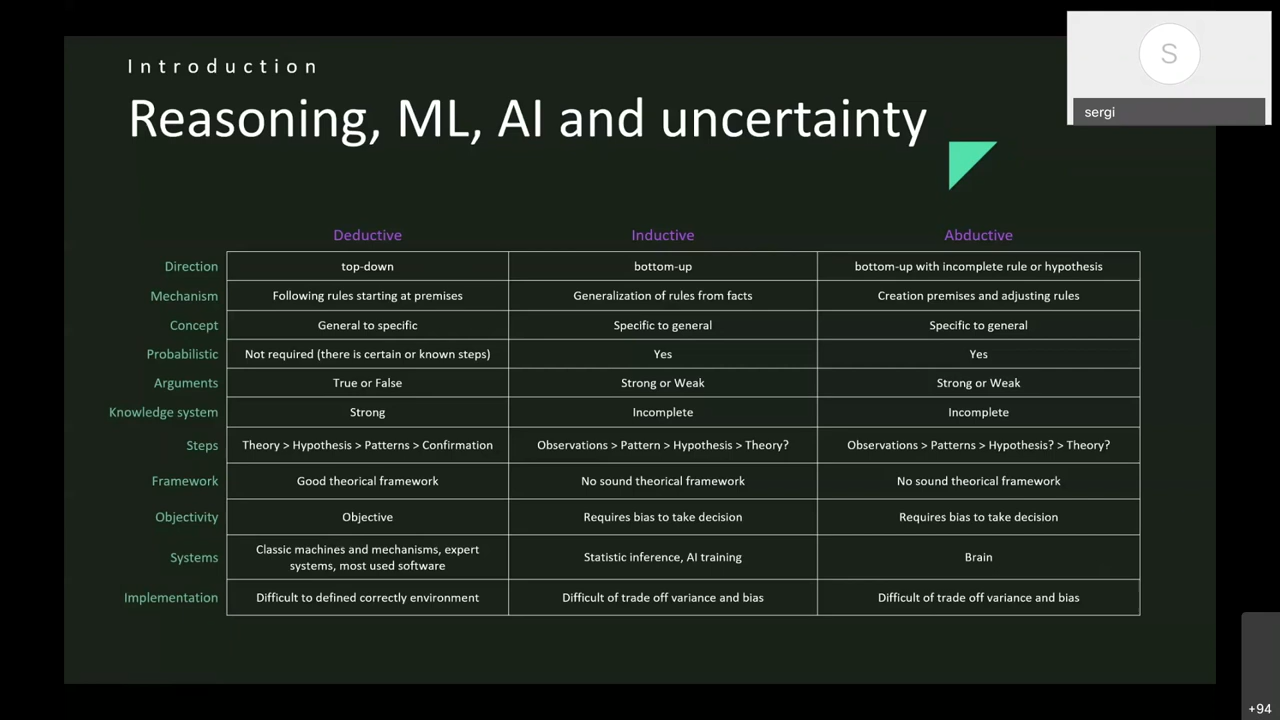 Introduction
Reasoning, ML, AI and uncertainty
S
sergi
Deductive Inductive Abductive
Direction top-down bottom-up bottom-up with incomplete rule or hypothesis
Mechanism Following rules starting at premises Generalization of rules from facts Creation premises and adjusting rules
Concept General to specific Specific to general Specific to general
Probabilistic Not required (there is certain or known steps) Yes Yes
Arguments True or False Strong or Weak Strong or Weak
Knowledge system Strong Incomplete Incomplete
Steps Theory > Hypothesis > Patterns > Confirmation Observations > Pattern > Hypothesis > Theory? Observations > Patterns > Hypothesis? > Theory?
Framework Good theorical framework No sound theorical framework No sound theorical framework
Objectivity Objective Requires bias to take decision Requires bias to take decision
Systems Classic machines and mechanisms, expert
systems, most used software Statistic inference, AI training Brain
Implementation Difficult to defined correctly environment Difficult of trade off variance and bias Difficult of trade off variance and bias
+94